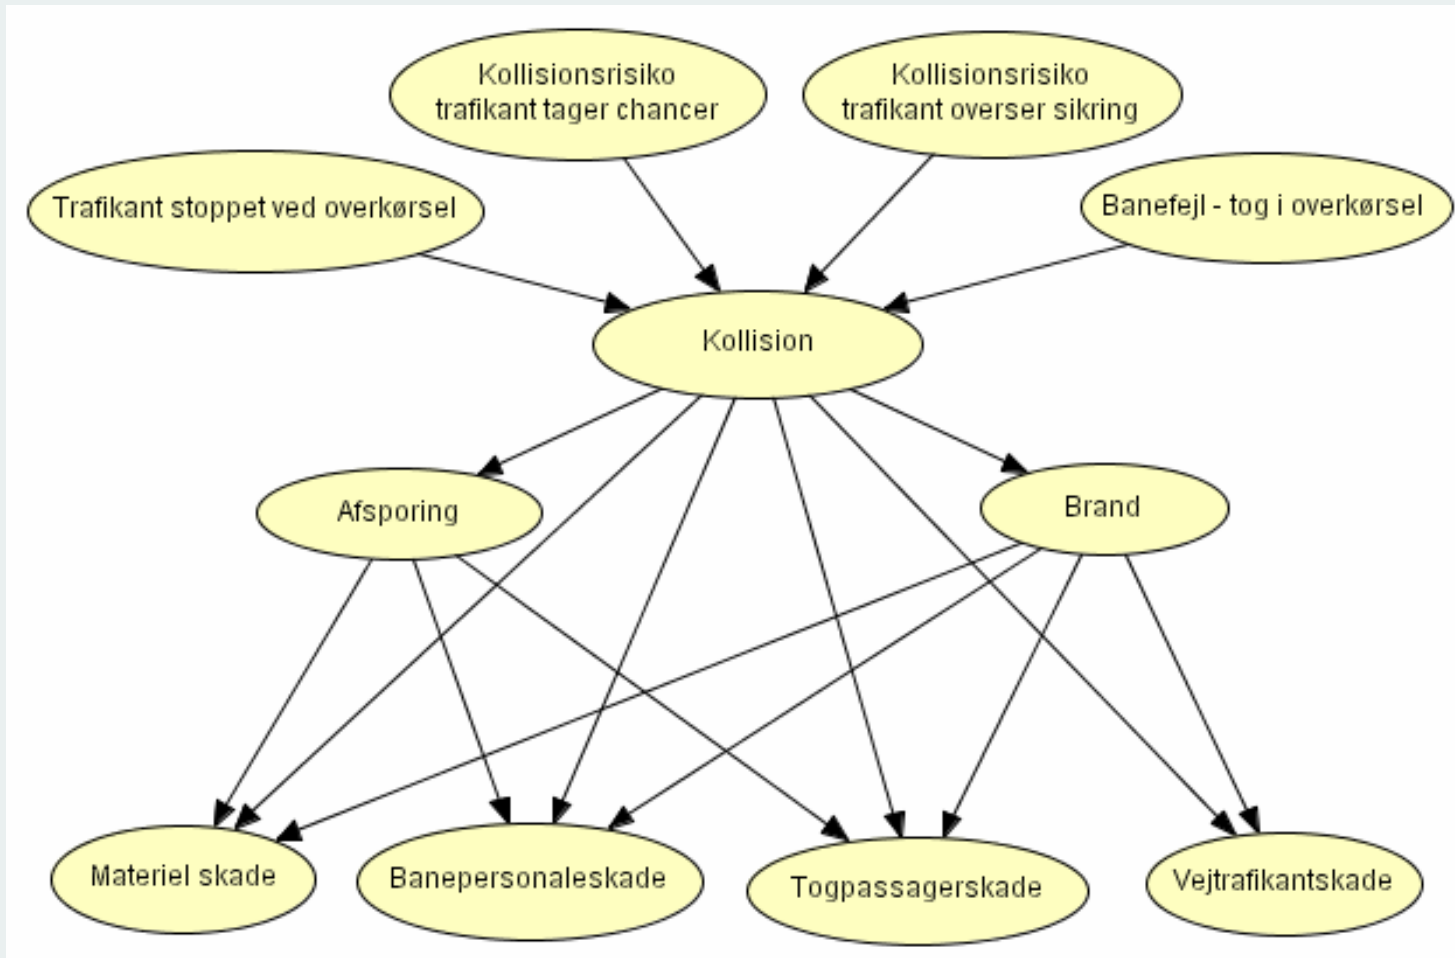 Kollisionsrisiko
trafikant tager chancer
Kollisionsrisiko
trafikant overser sikring
Trafikant stoppet ved overkørsel
Banefejl - tog i overkørsel
Kollision
Afsporing
Brand
Materiel skade
Banepersonaleskade
Togpassagerskade
Vejtrafikantskade